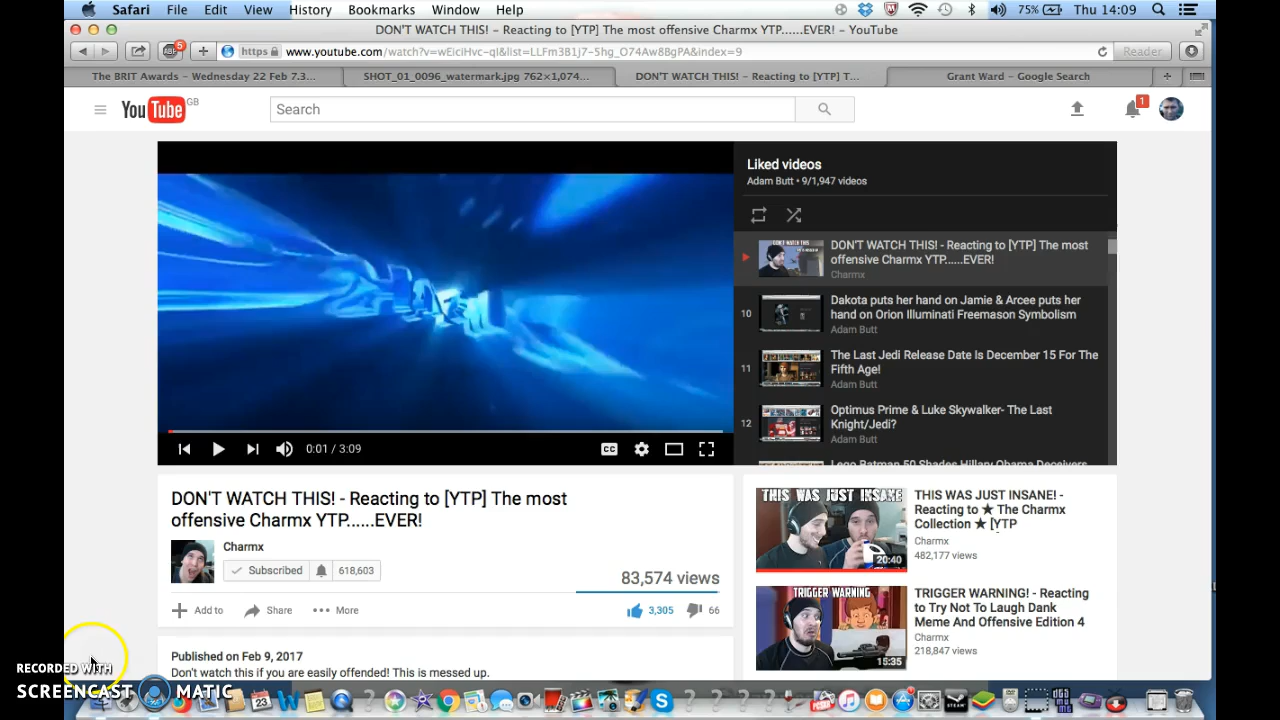 Safari File Edit View History Bookmarks Window Help 75% Thu 14:09
DON'T WATCH THIS! – Reacting to [YTP] The most offensive Charmx YTP......EVER! – YouTube
ABP 5 https www.youtube.com/watch?v=wEiciHvc-qI&list=LLFm3B1j7-5hg_O74Aw8BgPA&index=9 Reader
The BRIT Awards – Wednesday 22 Feb 7.3... SHOT_01_0096_watermark.jpg 762×1,074... DON'T WATCH THIS! – Reacting to [YTP] T... Grant Ward – Google Search
YouTube GB Search 1
Liked videos
Adam Butt • 9/1,947 videos
DON'T WATCH THIS! - Reacting to [YTP] The most
offensive Charmx YTP......EVER!
Charmx
10 Dakota puts her hand on Jamie & Arcee puts her
hand on Orion Illuminati Freemason Symbolism
Adam Butt
11 The Last Jedi Release Date Is December 15 For The
Fifth Age!
Adam Butt
12 Optimus Prime & Luke Skywalker- The Last
Knight/Jedi?
Adam Butt
Lego Batman 50 Shades Hillary Obama Deceivers
0:01 / 3:09 CC
DON'T WATCH THIS! - Reacting to [YTP] The most
offensive Charmx YTP......EVER!
Charmx
Subscribed 618,603
83,574 views
Add to Share More 3,305 66
Published on Feb 9, 2017
Don't watch this if you are easily offended! This is messed up.
THIS WAS JUST INSANE
20:40
THIS WAS JUST INSANE! -
Reacting to ★ The Charmx
Collection ★ [YTP
Charmx
482,177 views
TRIGGER WARNING
15:35
TRIGGER WARNING! - Reacting
to Try Not To Laugh Dank
Meme And Offensive Edition 4
Charmx
218,847 views
RECORDED WITH
SCREENCAST MATIC